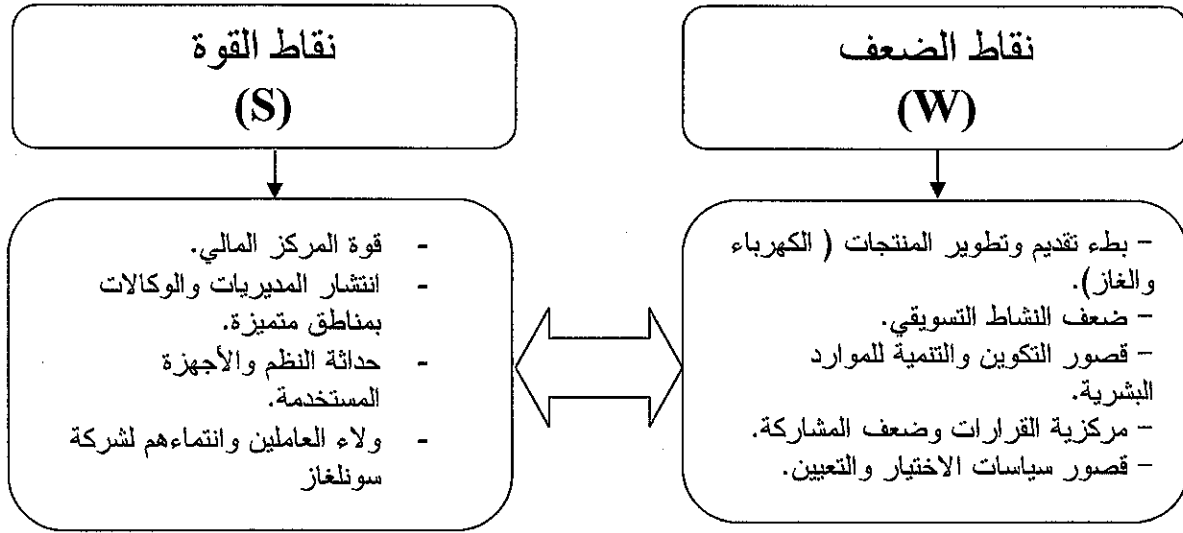 نقاط القوة
(S)
- قوة المركز المالي.
- انتشار المديريات والوكالات
بمناطق متميزة.
- حداثة النظم والأجهزة
المستخدمة.
- ولاء العاملين وانتماءهم لشركة
سونلغاز
نقاط الضعف
(W)
– بطء تقديم وتطوير المنتجات ( الكهرباء
والغاز).
– ضعف النشاط التسويقي.
– قصور التكوين والتنمية للموارد
البشرية.
– مركزية القرارات وضعف المشاركة.
– قصور سياسات الاختيار والتعيين.